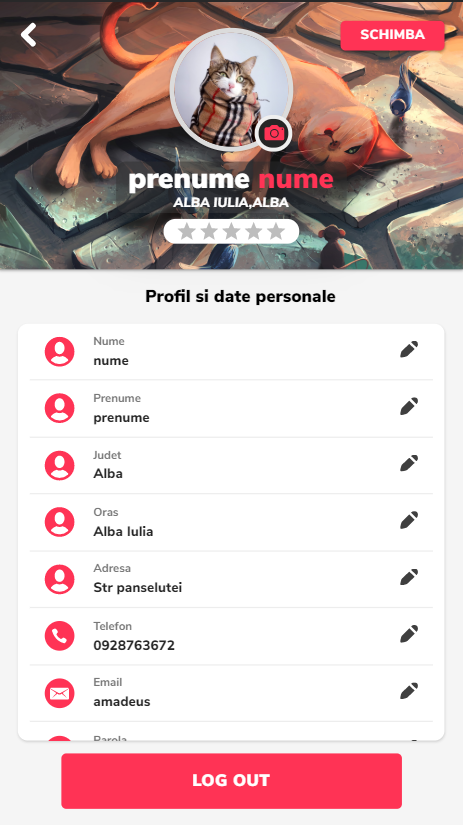 SCHIMBA
prenume nume
ALBA IULIA,ALBA
Profil si date personale
Nume
nume
Prenume
prenume
Judet
Alba
Oras
Alba Iulia
Adresa
Str panselutei
Telefon
0928763672
Email
amadeus
Parola
LOG OUT